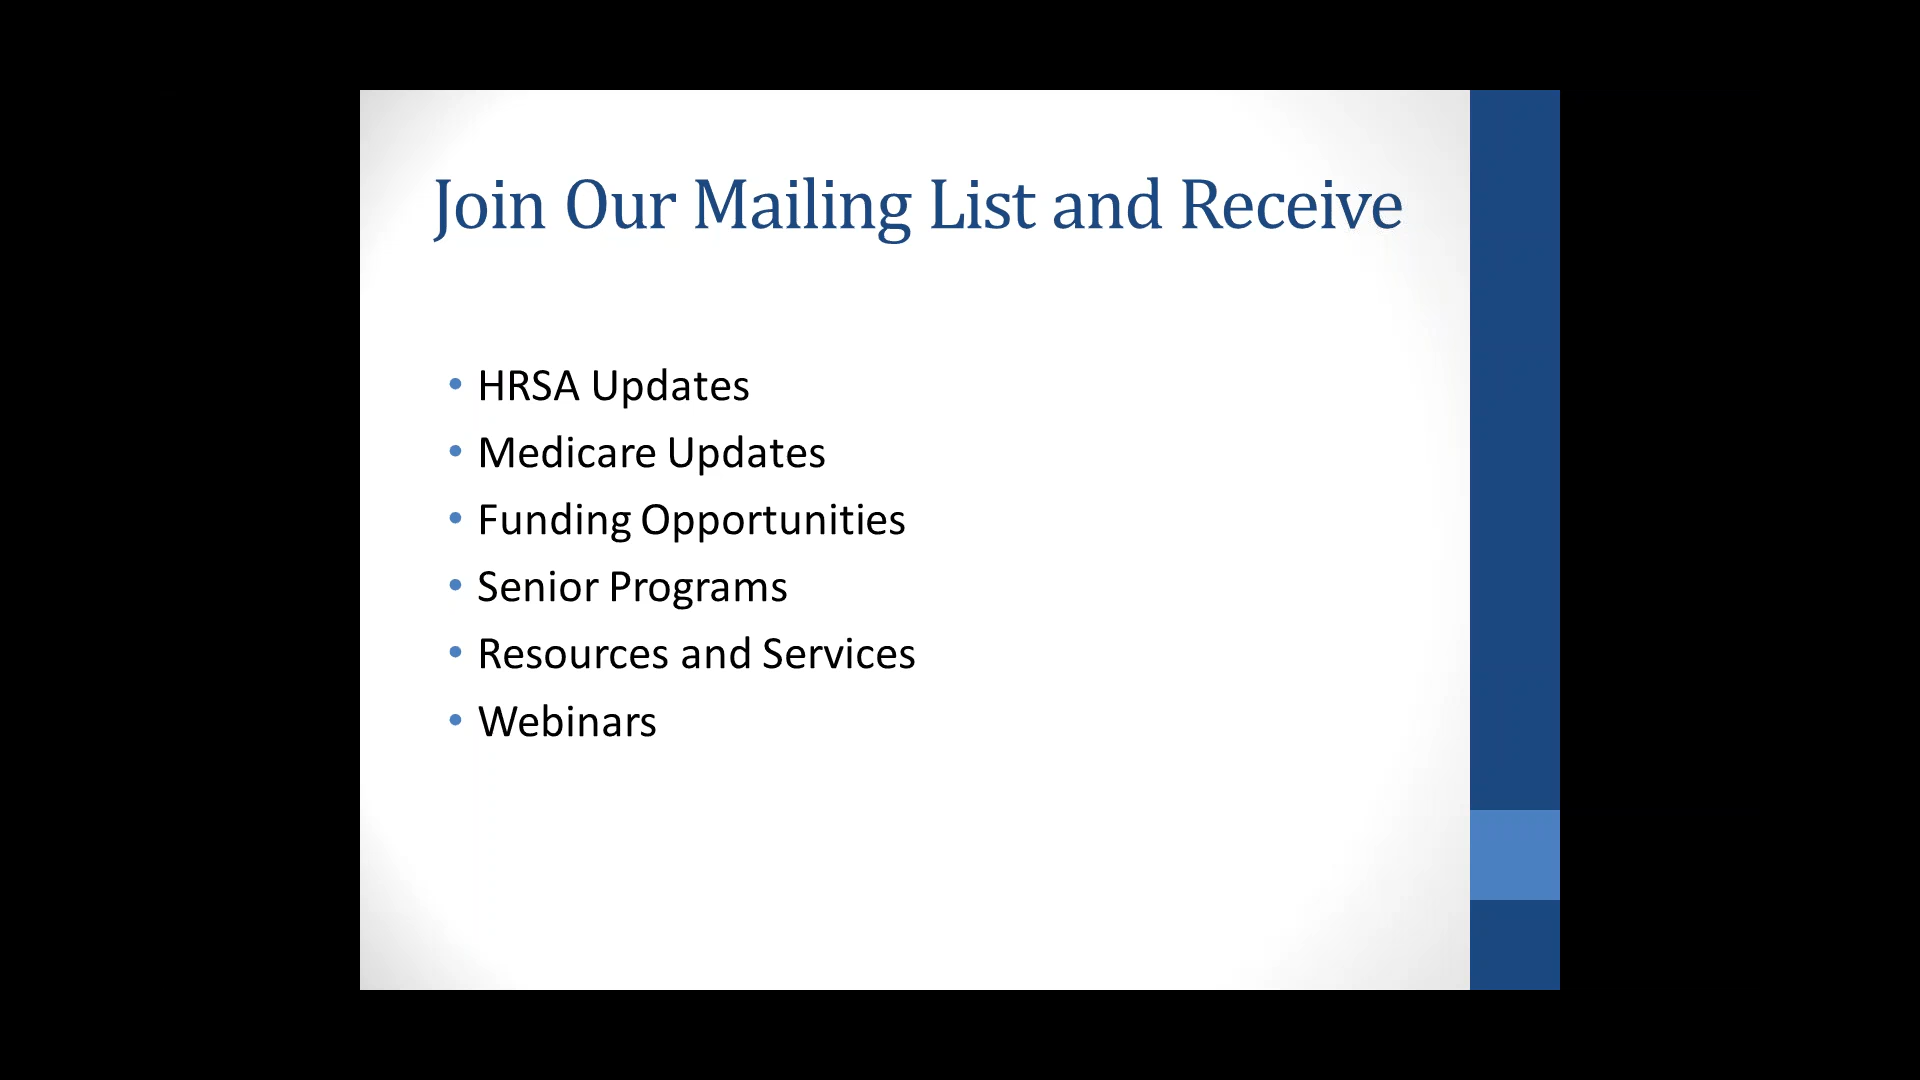 Join Our Mailing List and Receive
• HRSA Updates
• Medicare Updates
• Funding Opportunities
• Senior Programs
• Resources and Services
• Webinars